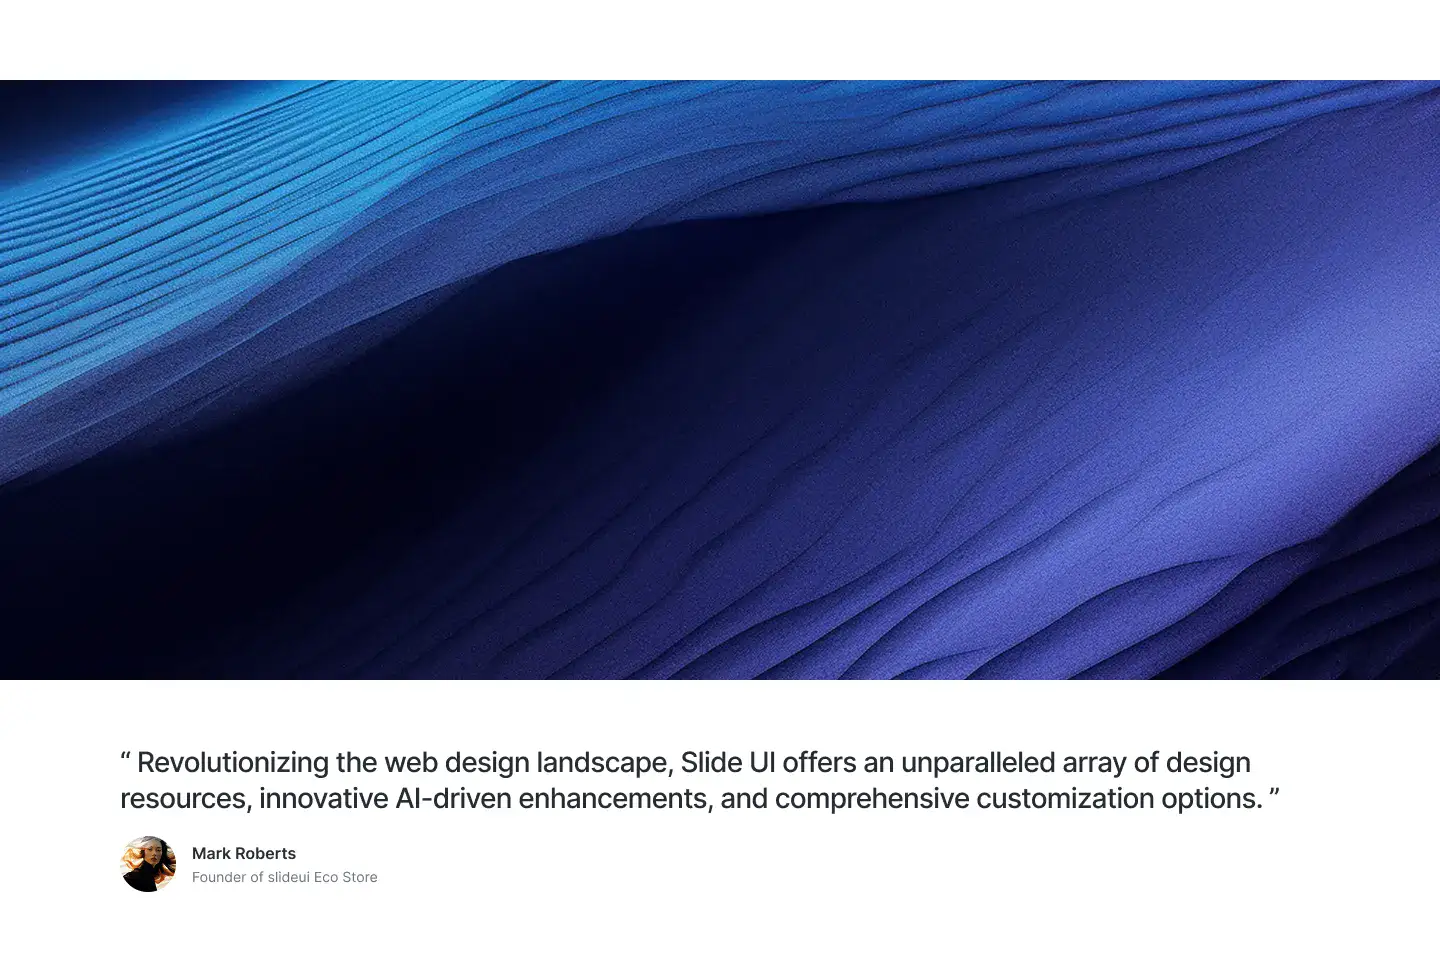 “ Revolutionizing the web design landscape, Slide UI offers an unparalleled array of design
resources, innovative AI-driven enhancements, and comprehensive customization options. ”
Mark Roberts
Founder of slideui Eco Store